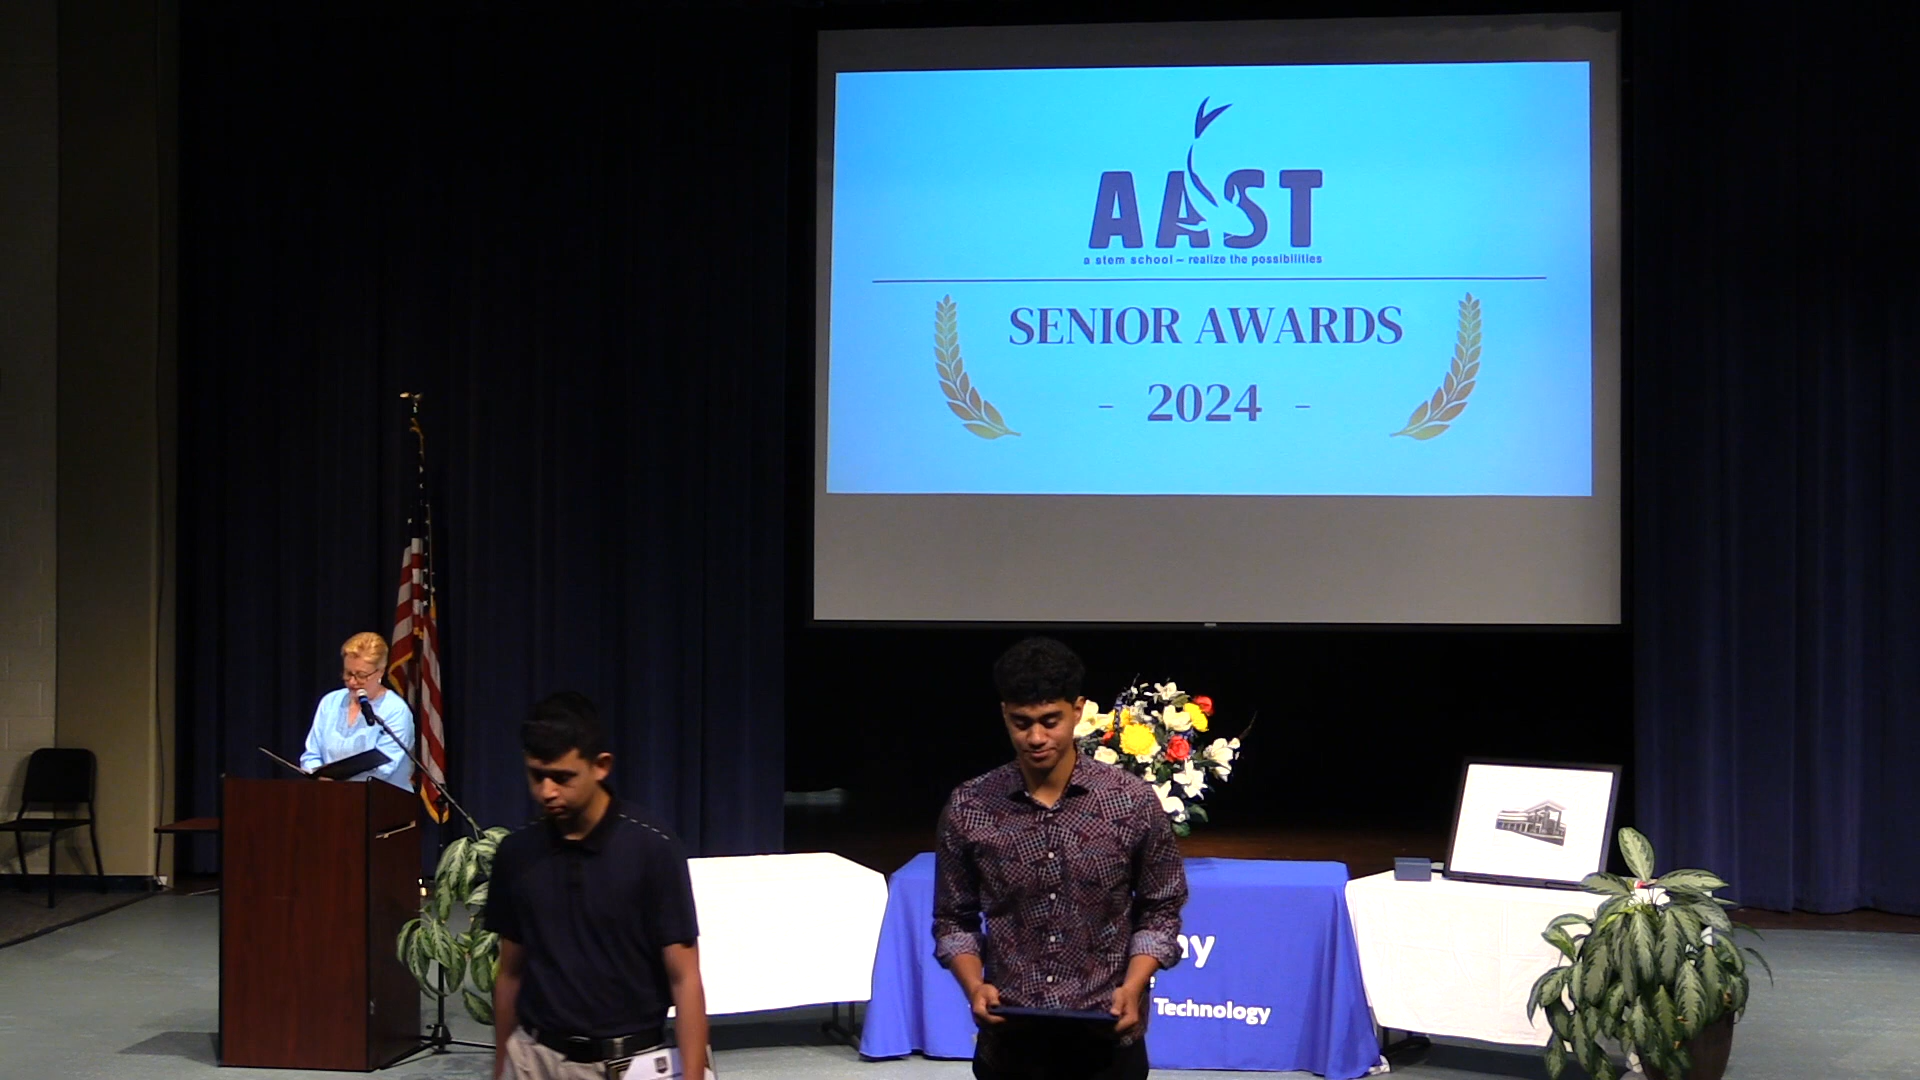 AAST
a stem school – realize the possibilities
SENIOR AWARDS
- 2024 -
Technology